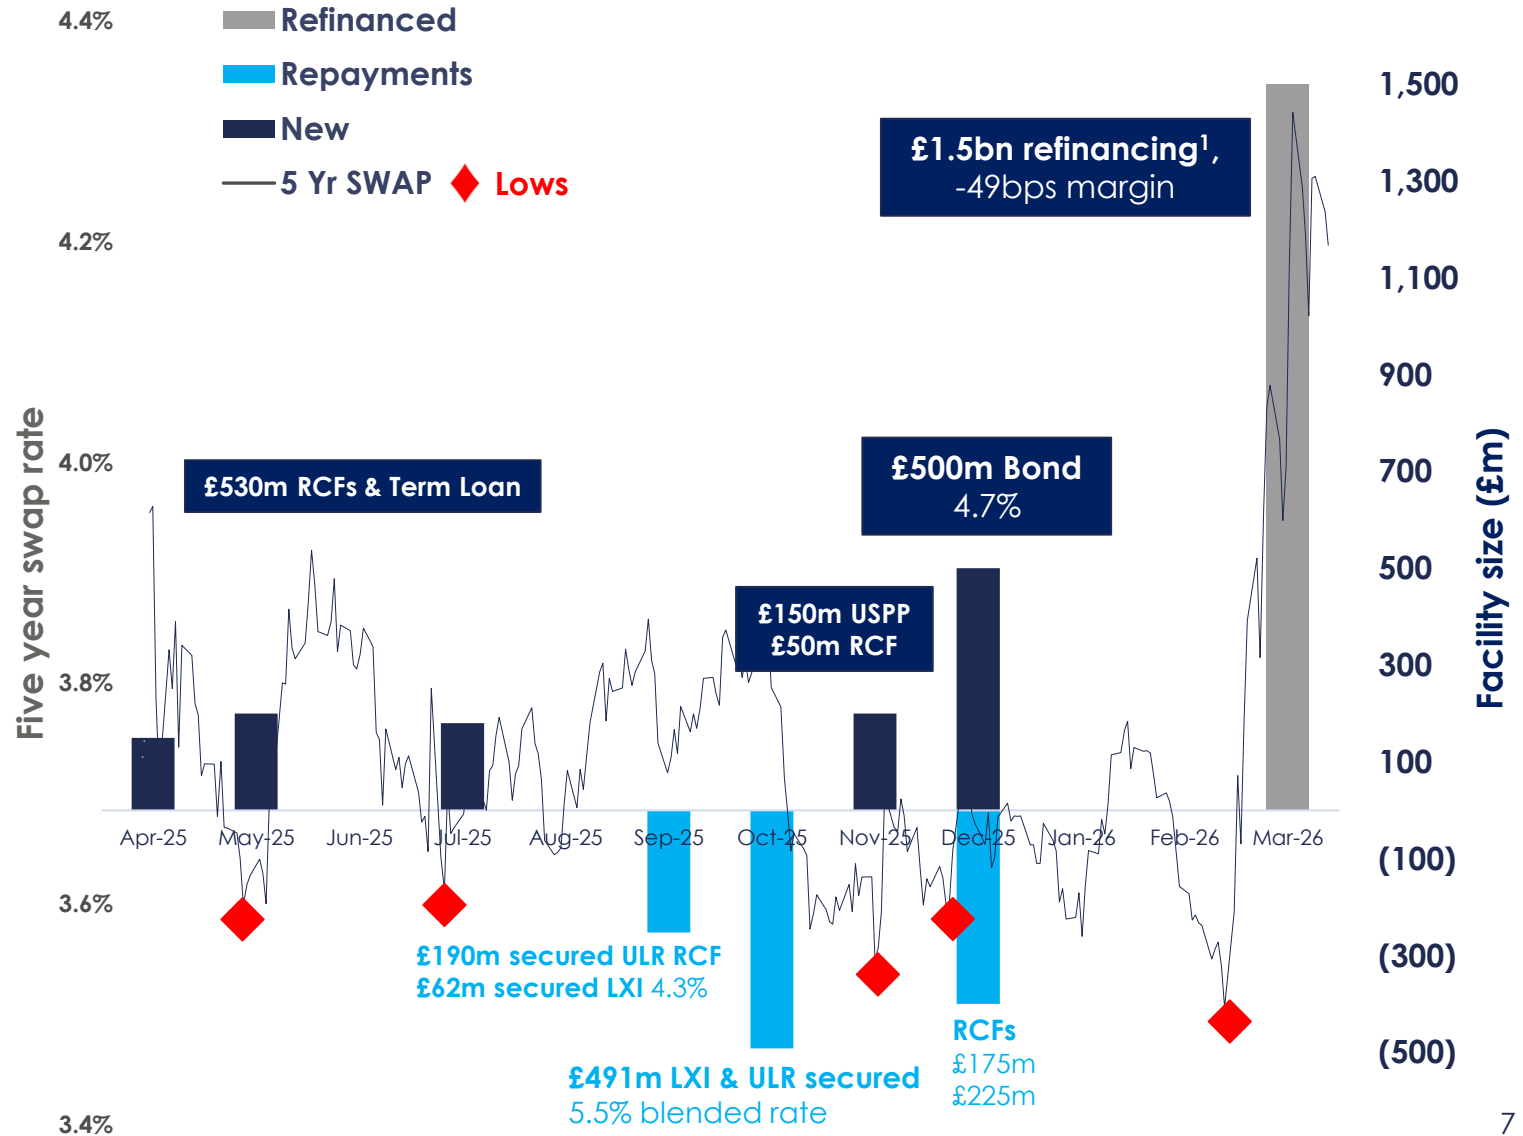 4.4%
4.2%
4.0%
3.8%
3.6%
3.4%
Five year swap rate
Refinanced
Repayments
New
5 Yr SWAP
Lows
£1.5bn refinancing¹,
-49bps margin
£530m RCFs & Term Loan
£500m Bond
4.7%
£150m USPP
£50m RCF
Apr-25
May-25
Jun-25
Jul-25
Aug-25
Sep-25
Oct-25
Nov-25
Dec-25
Jan-26
Feb-26
Mar-26
£190m secured ULR RCF
£62m secured LXI 4.3%
£491m LXI & ULR secured
5.5% blended rate
RCFs
£175m
£225m
1,500
1,300
1,100
900
700
500
300
100
(100)
(300)
(500)
Facility size (£m)
7